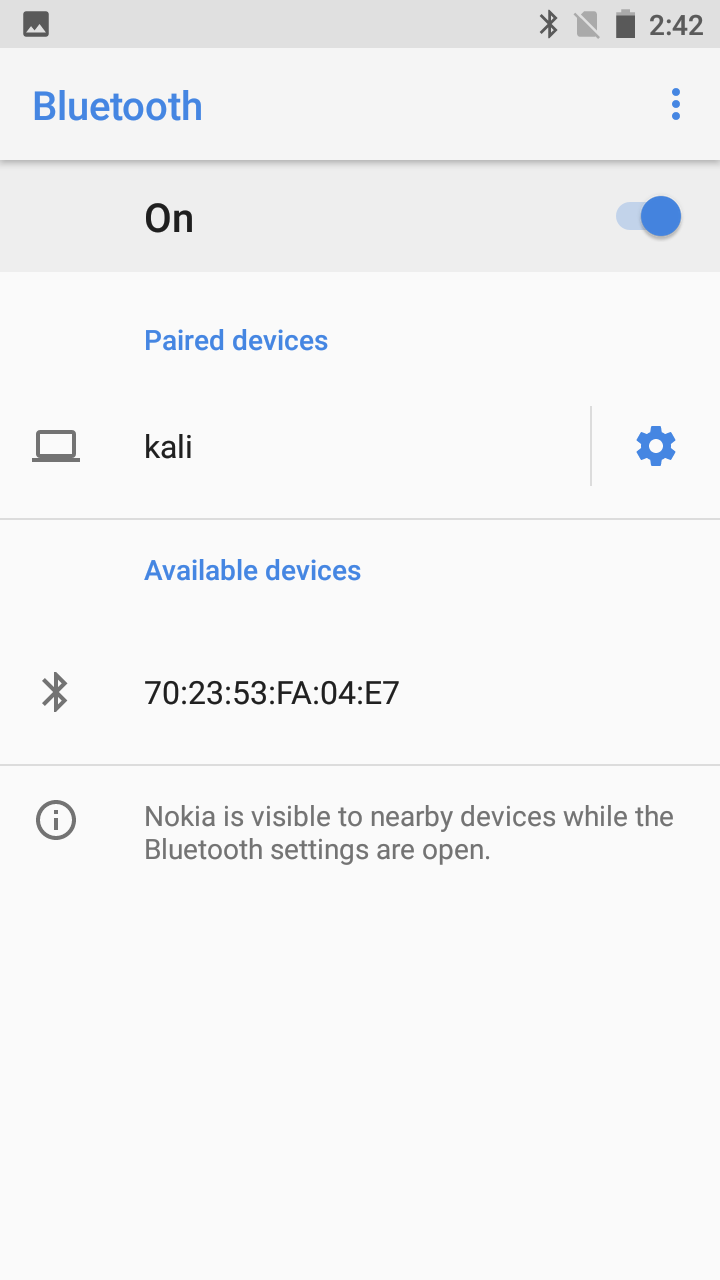 2:42
Bluetooth
On
Paired devices
kali
Available devices
70:23:53:FA:04:E7
Nokia is visible to nearby devices while the
Bluetooth settings are open.